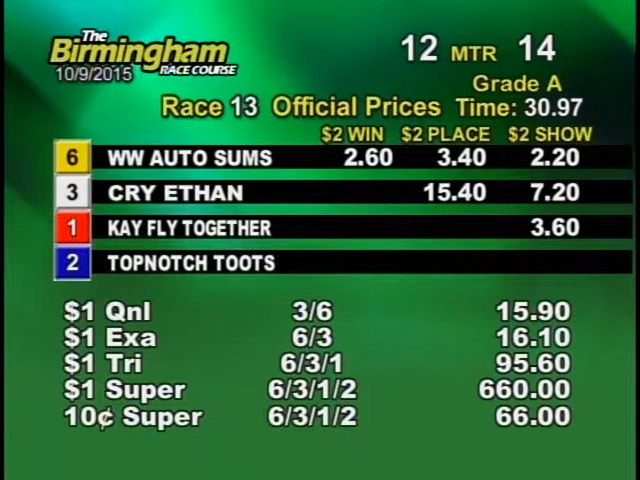 The
Birmingham
RACE COURSE
10/9/2015
12 MTR 14
Grade A
Race 13 Official Prices Time: 30.97
$2 WIN $2 PLACE $2 SHOW
6 WW AUTO SUMS 2.60 3.40 2.20
3 CRY ETHAN 15.40 7.20
1 KAY FLY TOGETHER 3.60
2 TOPNOTCH TOOTS
$1 Qnl 3/6 15.90
$1 Exa 6/3 16.10
$1 Tri 6/3/1 95.60
$1 Super 6/3/1/2 660.00
10¢ Super 6/3/1/2 66.00